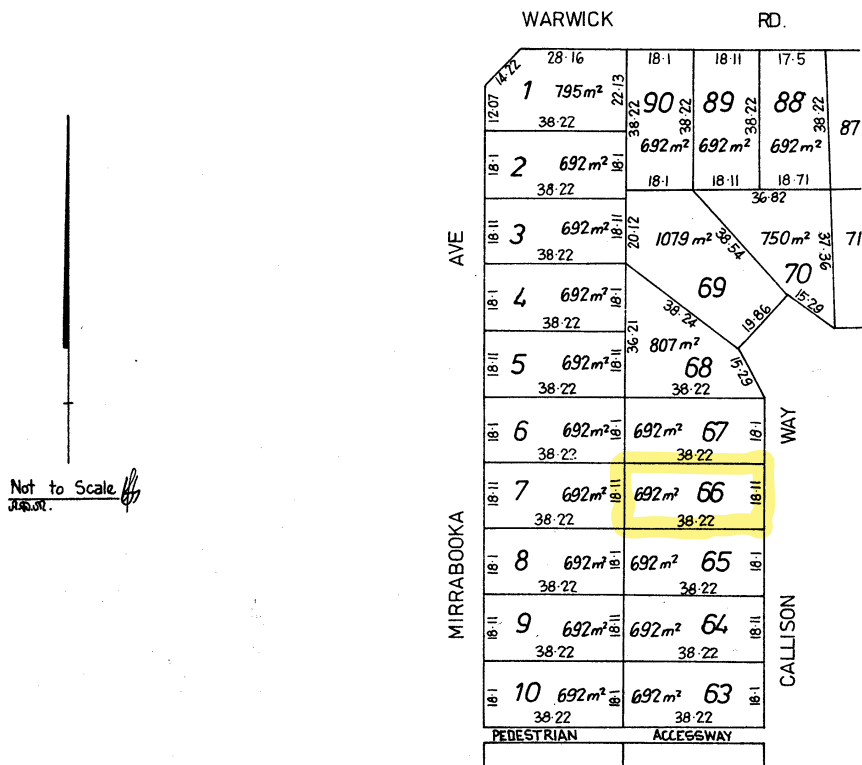 WARWICK RD.
28·16 18·1 18·11 17·5
14·22
1 795m² 22·13
12·07
38·22
90 89 88
38·22 38·22 38·22 38·22
87
692m² 692m² 692m²
18·1 18·11 18·71
36·82
2 692m²
18·1 18·1
38·22
3 692m²
18·11 18·11
38·22
20·12 1079m² 38·54 750m² 37·36 71
69 70
15·29
19·86
AVE
4 692m²
18·1 18·1
38·22
38·24
36·21 807m²
68
15·29
38·22
5 692m²
18·11 18·11
38·22
6 692m²
18·1 18·1
38·22
692m² 67
18·1
38·22
WAY
Not to Scale
7 692m²
18·11 18·11
38·22
692m² 66
18·11
38·22
MIRRABOOKA
8 692m²
18·1 18·1
38·22
692m² 65
18·1
38·22
9 692m²
18·11 18·11
38·22
692m² 64
18·11
38·22
CALLISON
10 692m²
18·1 18·1
38·22
692m² 63
18·1
38·22
PEDESTRIAN ACCESSWAY